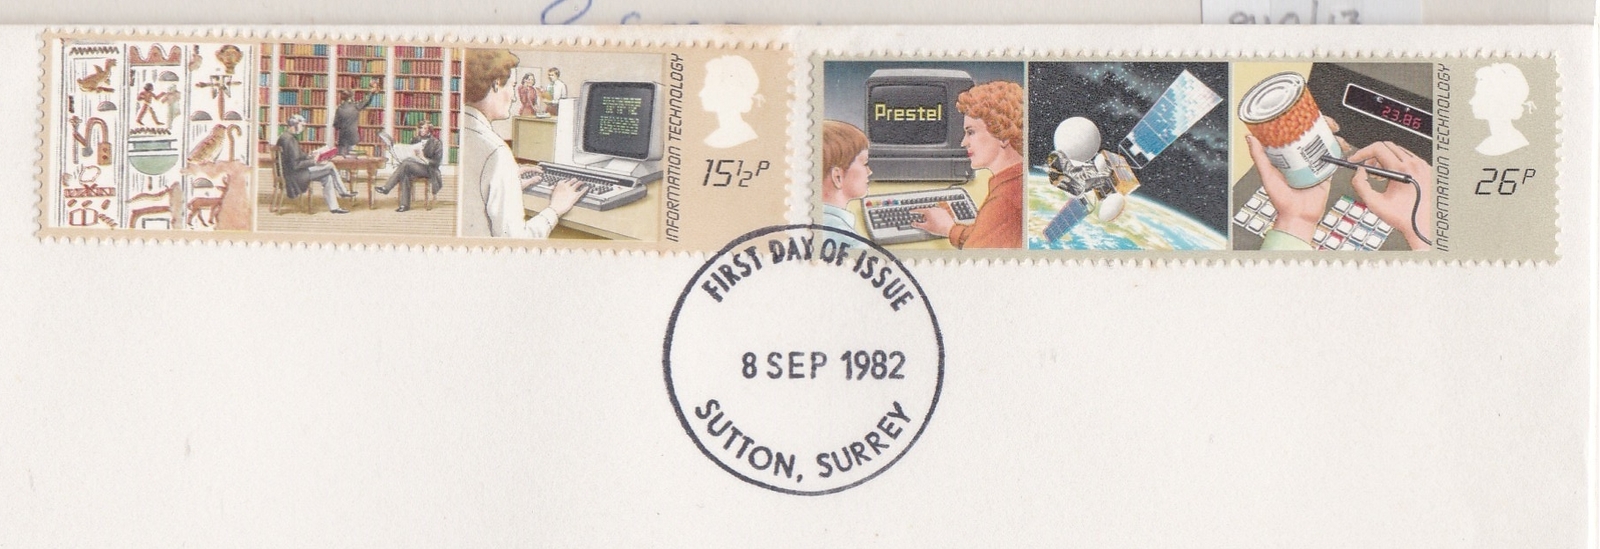 INFORMATION TECHNOLOGY
15½P
Prestel
23.86
INFORMATION TECHNOLOGY
26P
FIRST DAY OF ISSUE
8 SEP 1982
SUTTON, SURREY